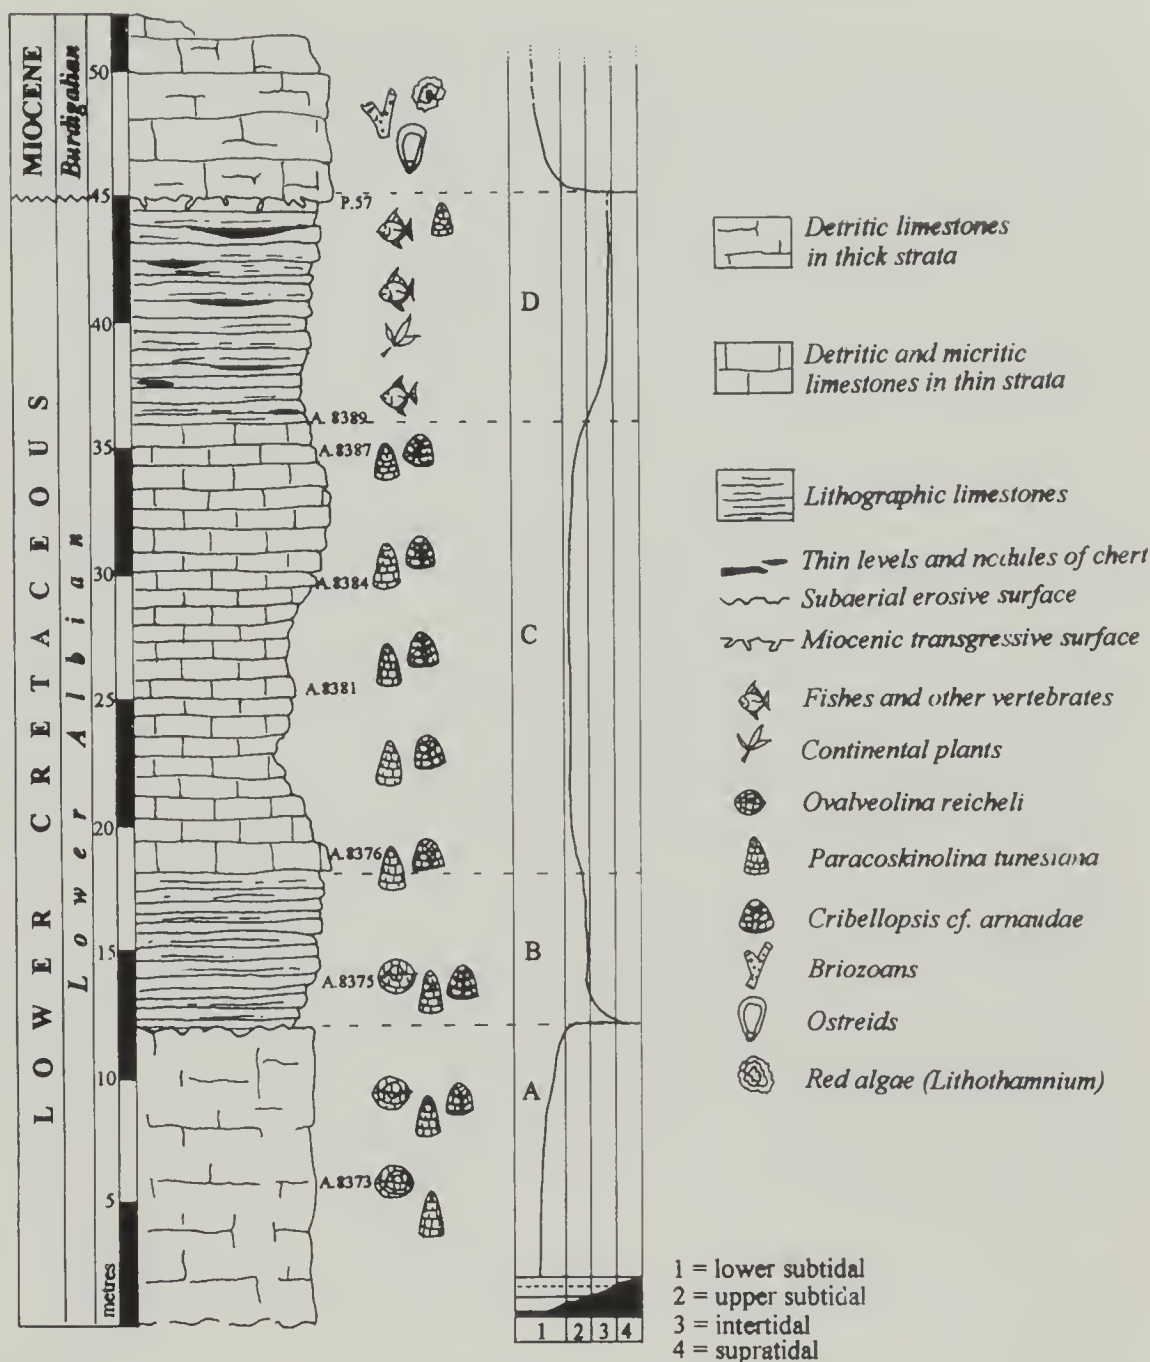 MIOCENE
Burdigalian
LOWER CRETACEOUS
Lower Albian
metres
50
45
40
35
30
25
20
15
10
5
P.57
A. 8389
A.8387
A.8384
A.8381
A.8376
A.8375
A.8373
D
C
B
A
1 2 3 4
Detritic limestones
in thick strata
Detritic and micritic
limestones in thin strata
Lithographic limestones
Thin levels and nodules of chert
Subaerial erosive surface
Miocenic transgressive surface
Fishes and other vertebrates
Continental plants
Ovalveolina reicheli
Paracoskinolina tunesiana
Cribellopsis cf. arnaudae
Briozoans
Ostreids
Red algae (Lithothamnium)
1 = lower subtidal
2 = upper subtidal
3 = intertidal
4 = supratidal